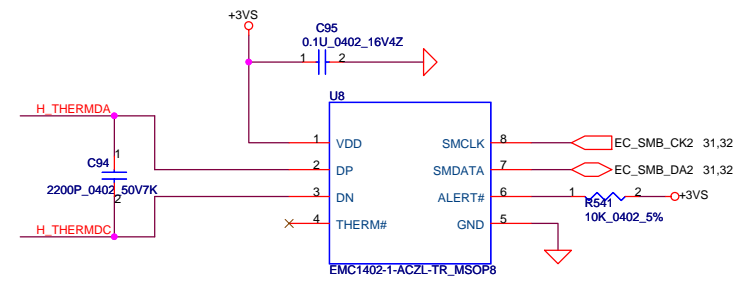 +3VS
C95
0.1U_0402_16V4Z
1 2
H_THERMDA
U8
1 VDD SMCLK 8 EC_SMB_CK2 31,32
1
C94
2 DP SMDATA 7 EC_SMB_DA2 31,32
2200P_0402_50V7K
2
3 DN ALERT# 6 1 2 +3VS
R541
10K_0402_5%
4 THERM# GND 5
H_THERMDC
EMC1402-1-ACZL-TR_MSOP8